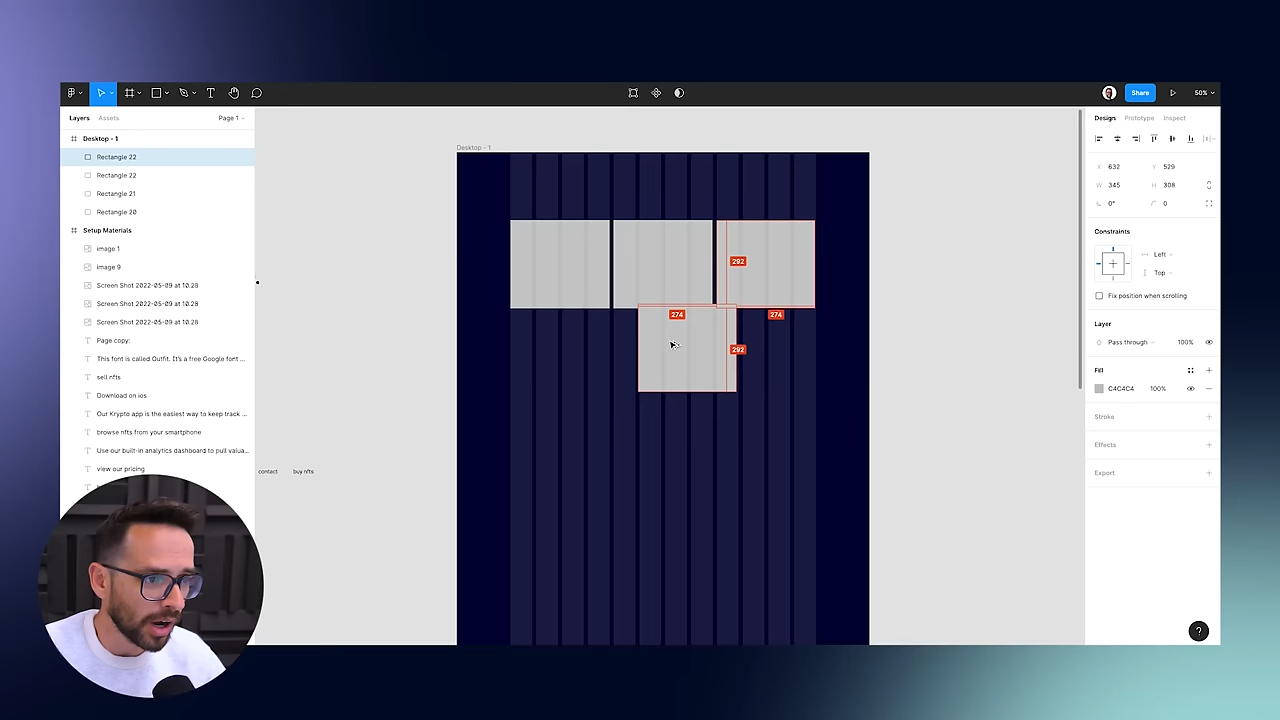 Share
50%
Layers
Assets
Page 1
Design
Prototype
Inspect
Desktop - 1
Rectangle 22
Rectangle 22
Rectangle 21
Rectangle 20
Setup Materials
image 1
image 9
Screen Shot 2022-05-09 at 10.28
Screen Shot 2022-05-09 at 10.28
Screen Shot 2022-05-09 at 10.28
Page copy:
This font is called Outfit. It's a free Google font ...
sell nfts
Download on ios
Our Krypto app is the easiest way to keep track ...
browse nfts from your smartphone
Use our built-in analytics dashboard to pull valua...
view our pricing
contact
buy nfts
Desktop - 1
292
274
274
292
X 632
Y 529
W 345
H 308
0°
0
Constraints
Left
Top
Fix position when scrolling
Layer
Pass through
100%
Fill
C4C4C4
100%
Stroke
Effects
Export
?